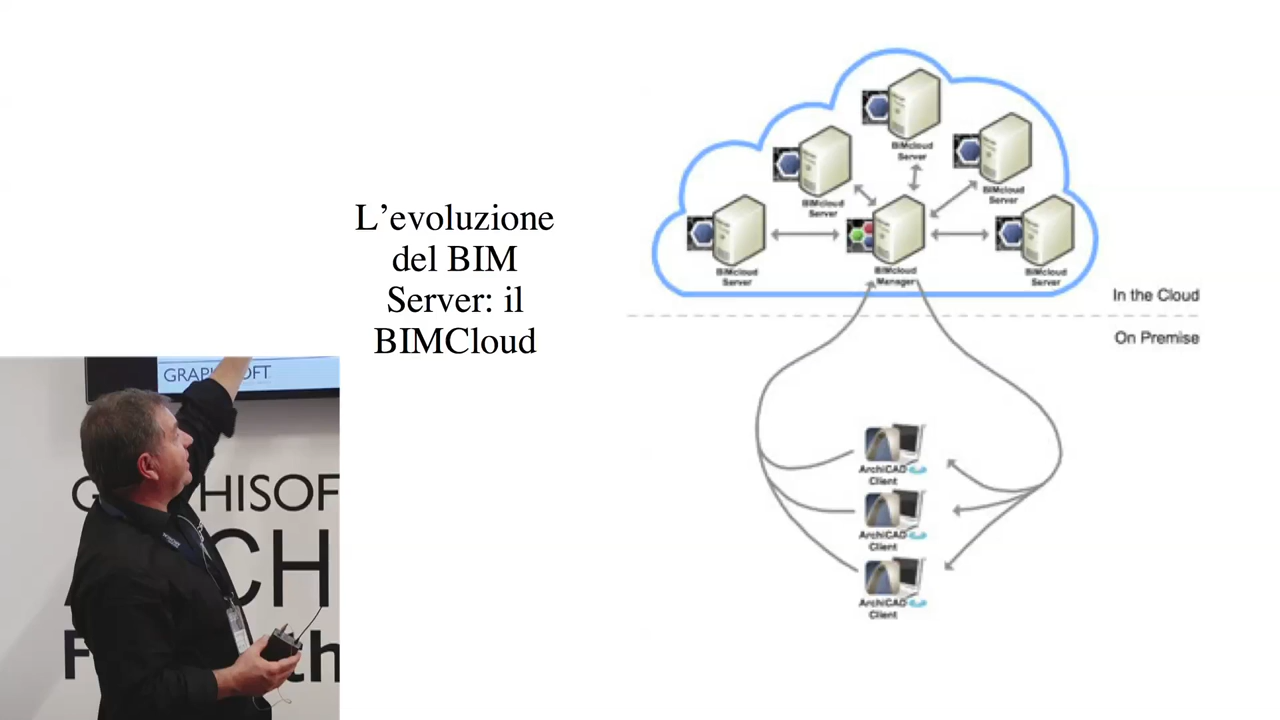 L’evoluzione
del BIM
Server: il
BIMCloud
BIMcloud
Server
BIMcloud
Server
BIMcloud
Server
BIMcloud
Server
BIMcloud
Manager
BIMcloud
Server
In the Cloud
On Premise
ArchiCAD
Client
ArchiCAD
Client
ArchiCAD
Client